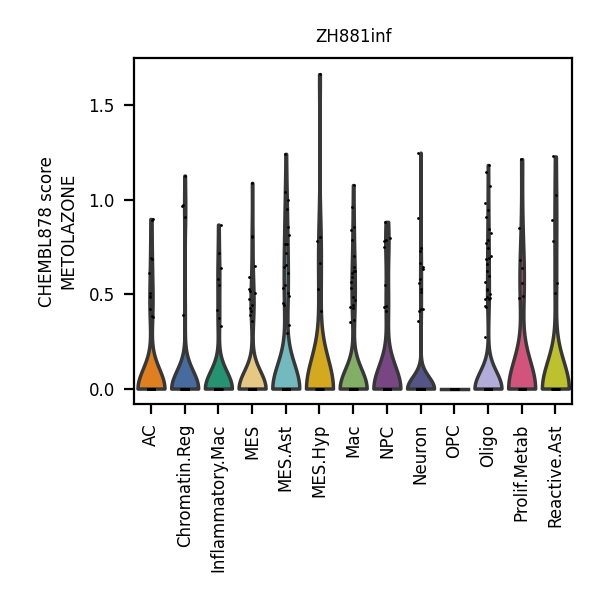 ZH881inf
CHEMBL878 score
METOLAZONE
1.5
1.0
0.5
0.0
AC
Chromatin.Reg
Inflammatory.Mac
MES
MES.Ast
MES.Hyp
Mac
NPC
Neuron
OPC
Oligo
Prolif.Metab
Reactive.Ast